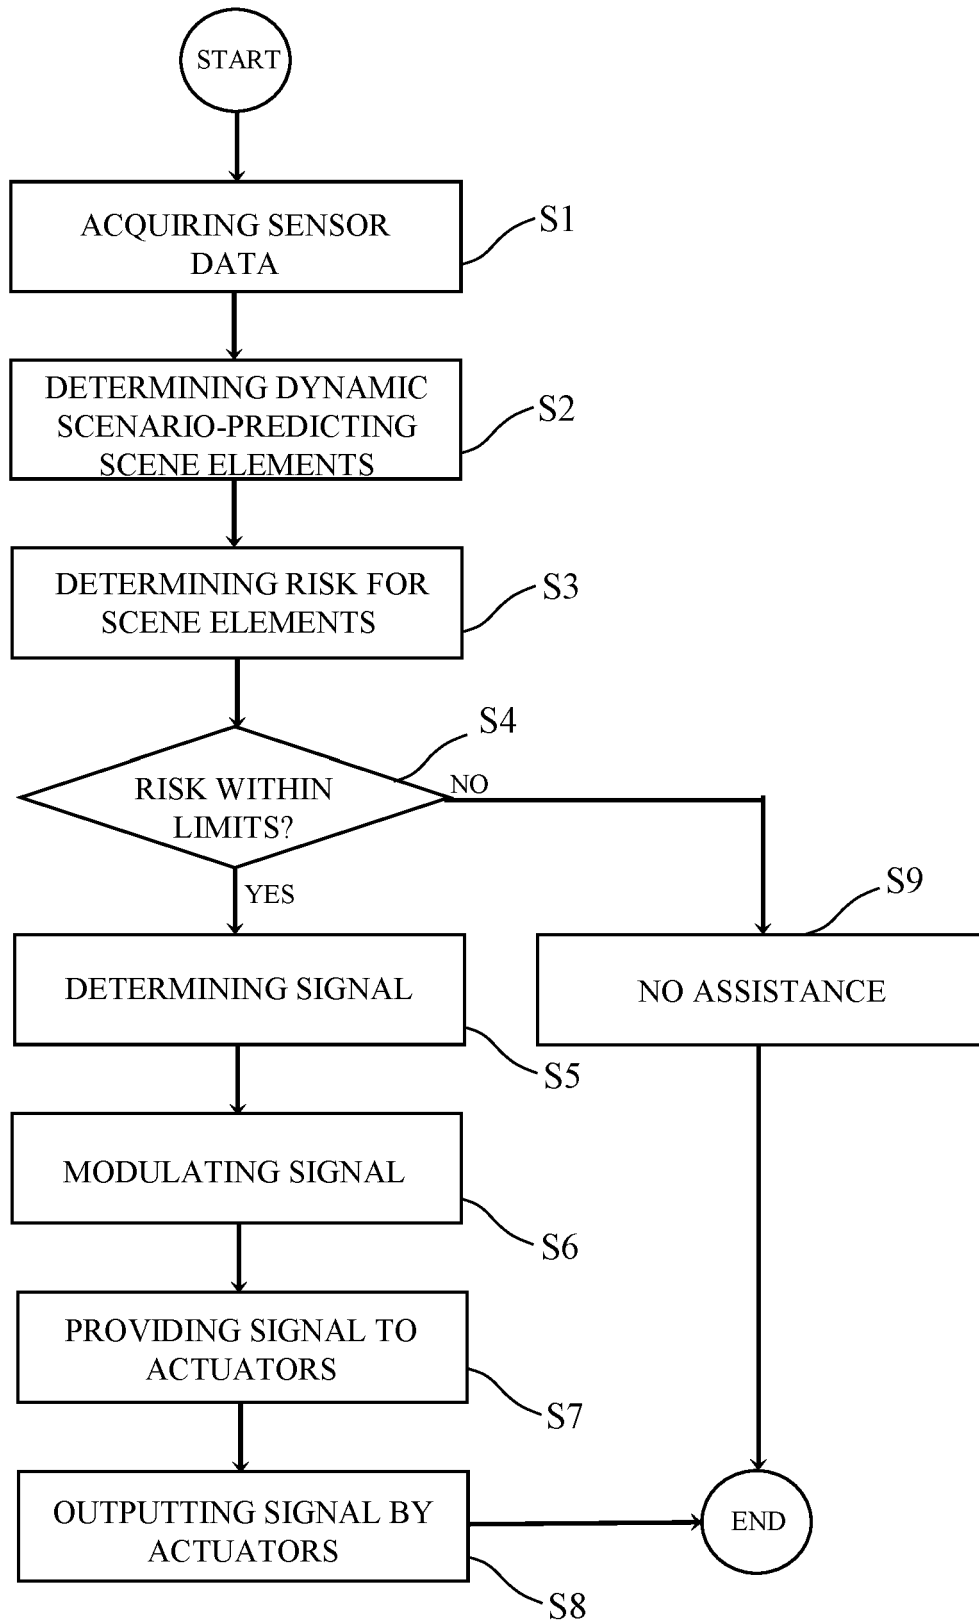 START
ACQUIRING SENSOR
DATA
S1
DETERMINING DYNAMIC
SCENARIO-PREDICTING
SCENE ELEMENTS
S2
DETERMINING RISK FOR
SCENE ELEMENTS
S3
S4
RISK WITHIN
LIMITS?
NO
YES
S9
DETERMINING SIGNAL
NO ASSISTANCE
S5
MODULATING SIGNAL
S6
PROVIDING SIGNAL TO
ACTUATORS
S7
OUTPUTTING SIGNAL BY
ACTUATORS
END
S8